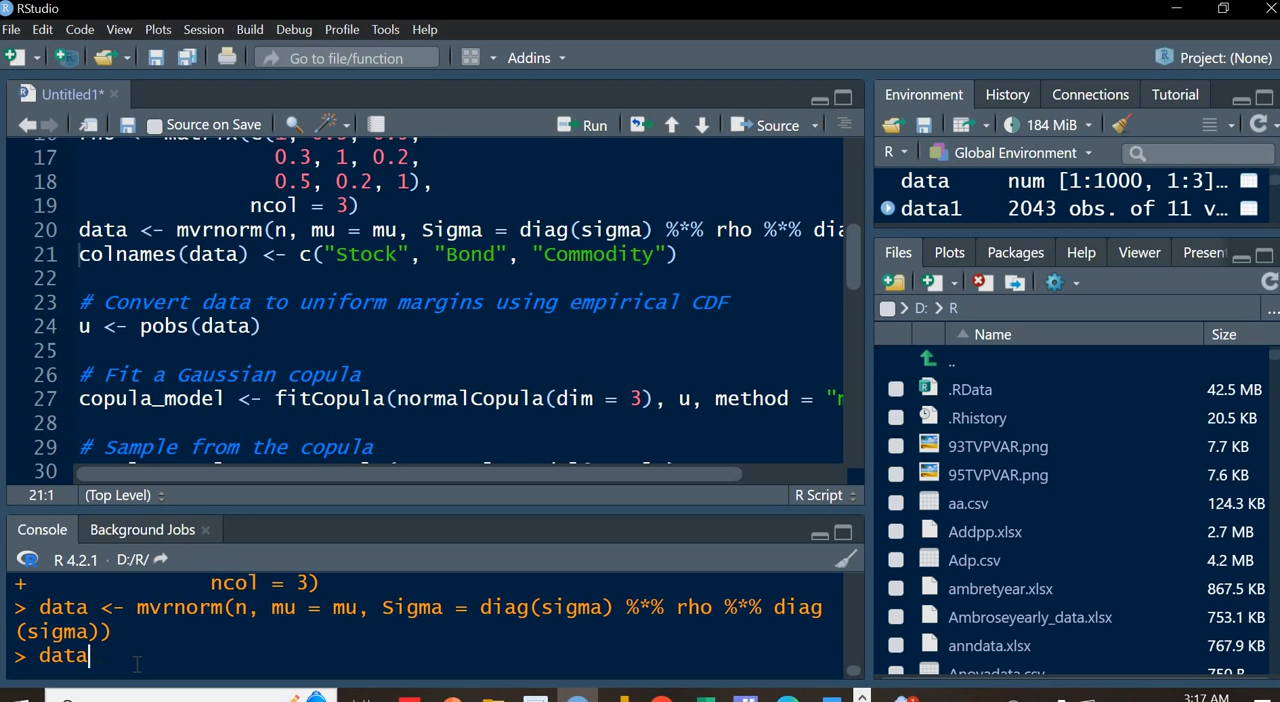 RStudio
File Edit Code View Plots Session Build Debug Profile Tools Help
Go to file/function Addins Project: (None)
Untitled1*
Source on Save Run Source
17 0.3, 1, 0.2,
18 0.5, 0.2, 1),
19 ncol = 3)
20 data <- mvrnorm(n, mu = mu, Sigma = diag(sigma) %*% rho %*% dia
21 colnames(data) <- c("Stock", "Bond", "Commodity")
22
23 # Convert data to uniform margins using empirical CDF
24 u <- pobs(data)
25
26 # Fit a Gaussian copula
27 copula_model <- fitCopula(normalCopula(dim = 3), u, method = "
28
29 # Sample from the copula
30
21:1 (Top Level) R Script
Console Background Jobs
R 4.2.1 · D:/R/
+ ncol = 3)
> data <- mvrnorm(n, mu = mu, Sigma = diag(sigma) %*% rho %*% diag
(sigma))
> data
Environment History Connections Tutorial
184 MiB
R Global Environment
data num [1:1000, 1:3]…
data1 2043 obs. of 11 v…
Files Plots Packages Help Viewer Presen
D: R ...
Name Size
..
.RData 42.5 MB
.Rhistory 20.5 KB
93TVPVAR.png 7.7 KB
95TVPVAR.png 7.6 KB
aa.csv 124.3 KB
Addpp.xlsx 2.7 MB
Adp.csv 4.2 MB
ambretyear.xlsx 867.5 KB
Ambroseyearly_data.xlsx 753.1 KB
anndata.xlsx 767.9 KB
3:17 AM